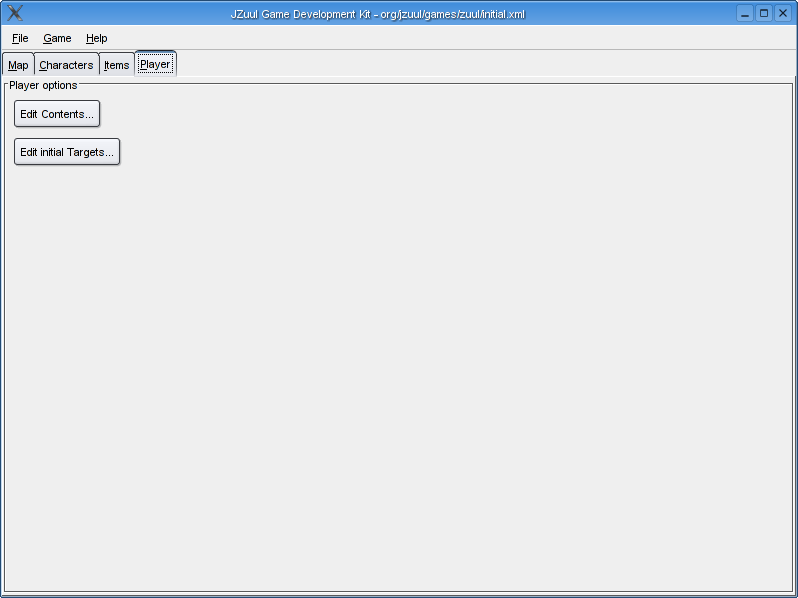 JZuul Game Development Kit - org/jzuul/games/zuul/initial.xml
File Game Help
Map Characters Items Player
Player options
Edit Contents...
Edit initial Targets...